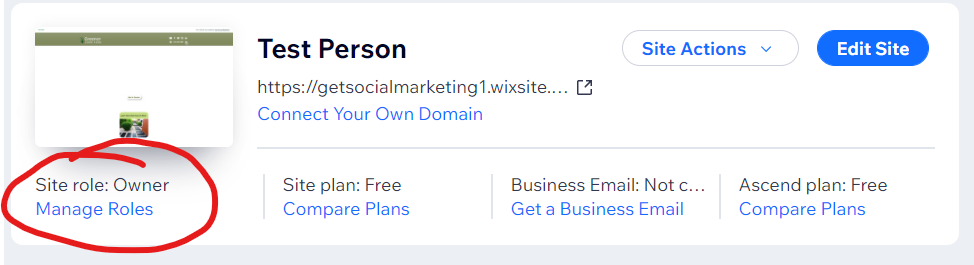 Test Person
Site Actions
Edit Site
https://getsocialmarketing1.wixsite....
Connect Your Own Domain
Site role: Owner
Manage Roles
Site plan: Free
Compare Plans
Business Email: Not c...
Get a Business Email
Ascend plan: Free
Compare Plans